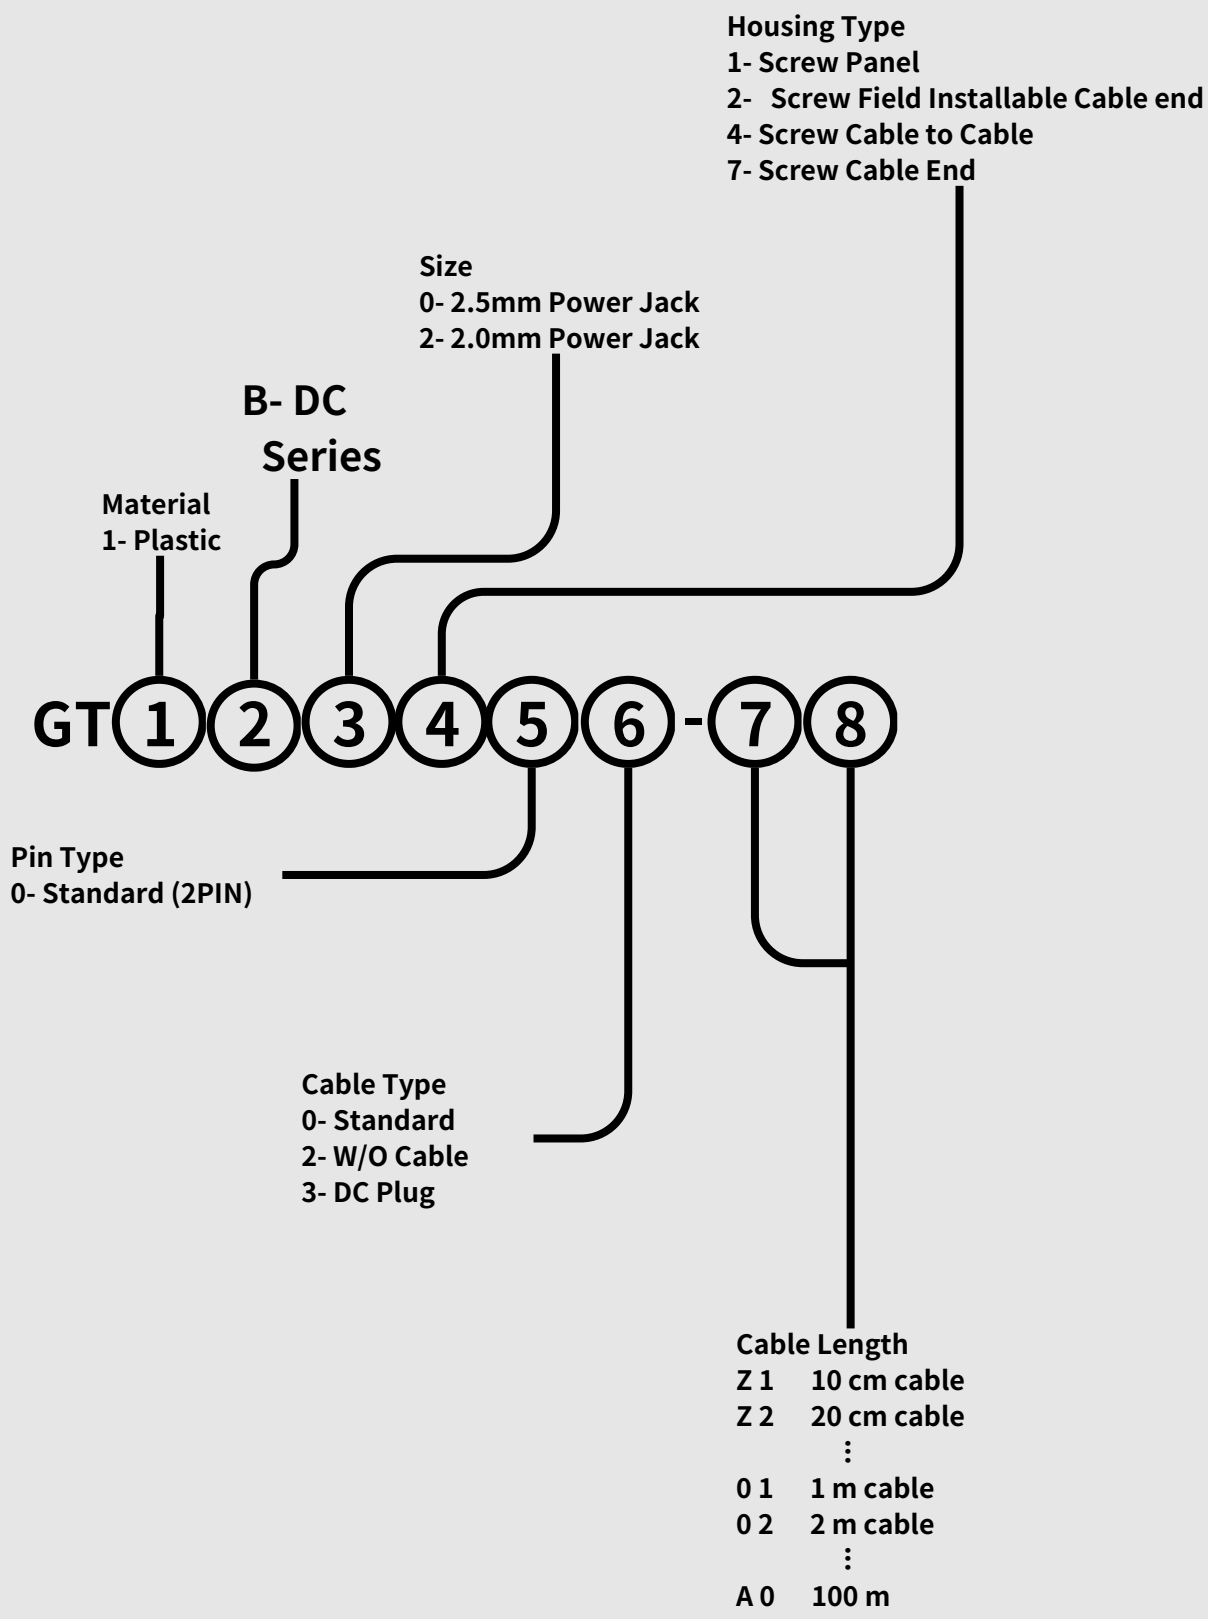 Housing Type
1- Screw Panel
2- Screw Field Installable Cable end
4- Screw Cable to Cable
7- Screw Cable End
Size
0- 2.5mm Power Jack
2- 2.0mm Power Jack
B- DC
Series
Material
1- Plastic
GT 1 2 3 4 5 6 - 7 8
Pin Type
0- Standard (2PIN)
Cable Type
0- Standard
2- W/O Cable
3- DC Plug
Cable Length
Z 1 10 cm cable
Z 2 20 cm cable
⋮
0 1 1 m cable
0 2 2 m cable
⋮
A 0 100 m